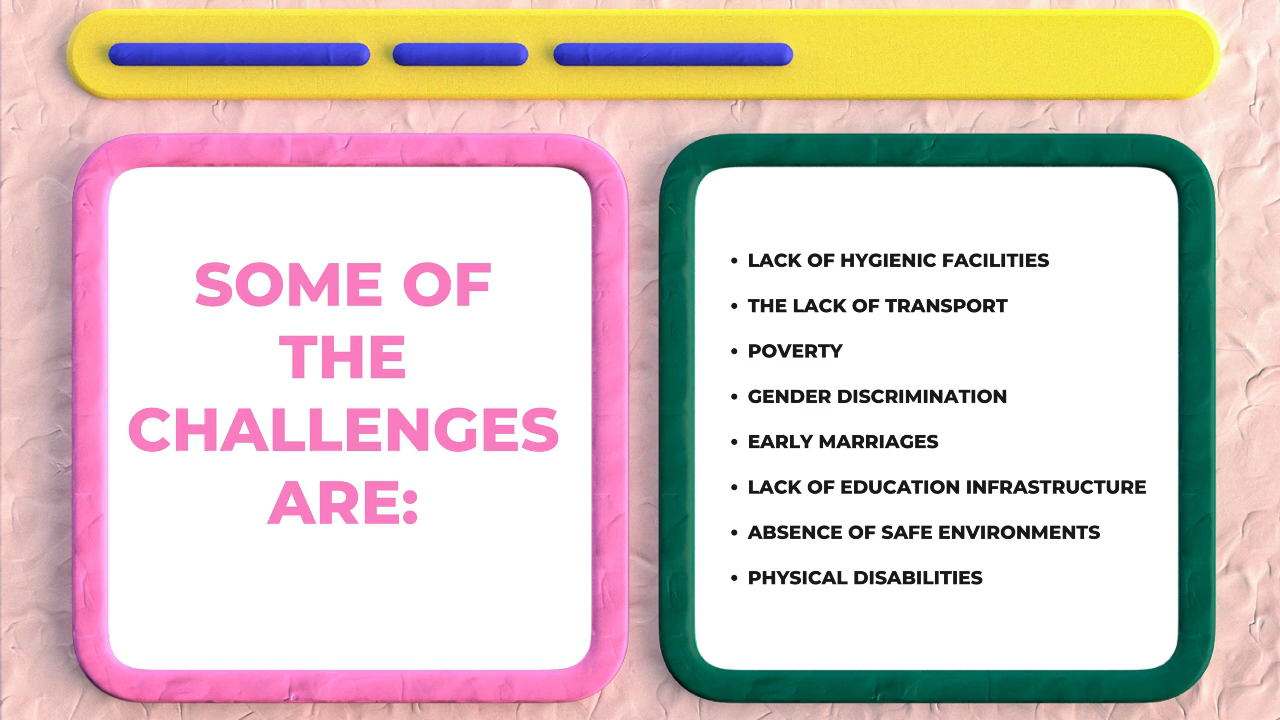 SOME OF
THE
CHALLENGES
ARE:
• LACK OF HYGIENIC FACILITIES
• THE LACK OF TRANSPORT
• POVERTY
• GENDER DISCRIMINATION
• EARLY MARRIAGES
• LACK OF EDUCATION INFRASTRUCTURE
• ABSENCE OF SAFE ENVIRONMENTS
• PHYSICAL DISABILITIES